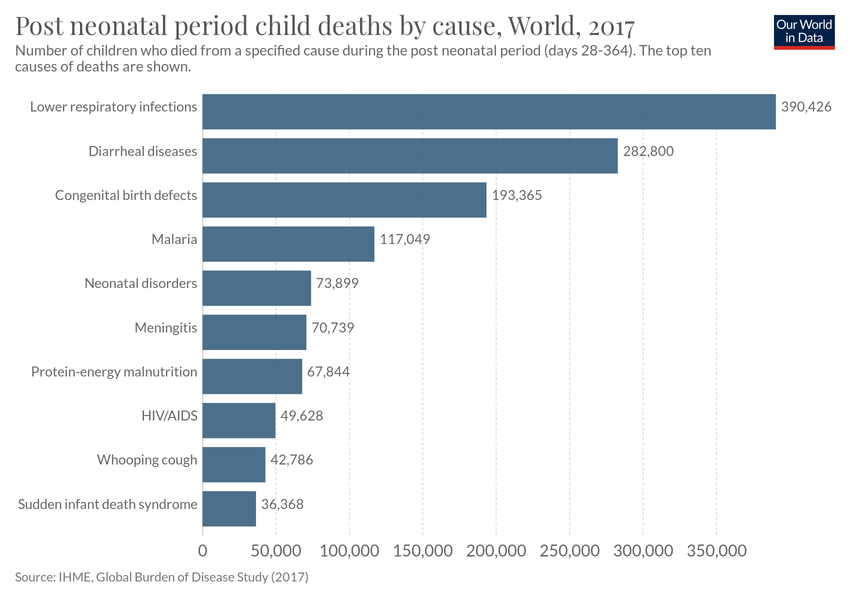 Post neonatal period child deaths by cause, World, 2017
Our World
in Data
Number of children who died from a specified cause during the post neonatal period (days 28-364). The top ten
causes of deaths are shown.
Lower respiratory infections 390,426
Diarrheal diseases 282,800
Congenital birth defects 193,365
Malaria 117,049
Neonatal disorders 73,899
Meningitis 70,739
Protein-energy malnutrition 67,844
HIV/AIDS 49,628
Whooping cough 42,786
Sudden infant death syndrome 36,368
0 50,000 100,000 150,000 200,000 250,000 300,000 350,000
Source: IHME, Global Burden of Disease Study (2017)